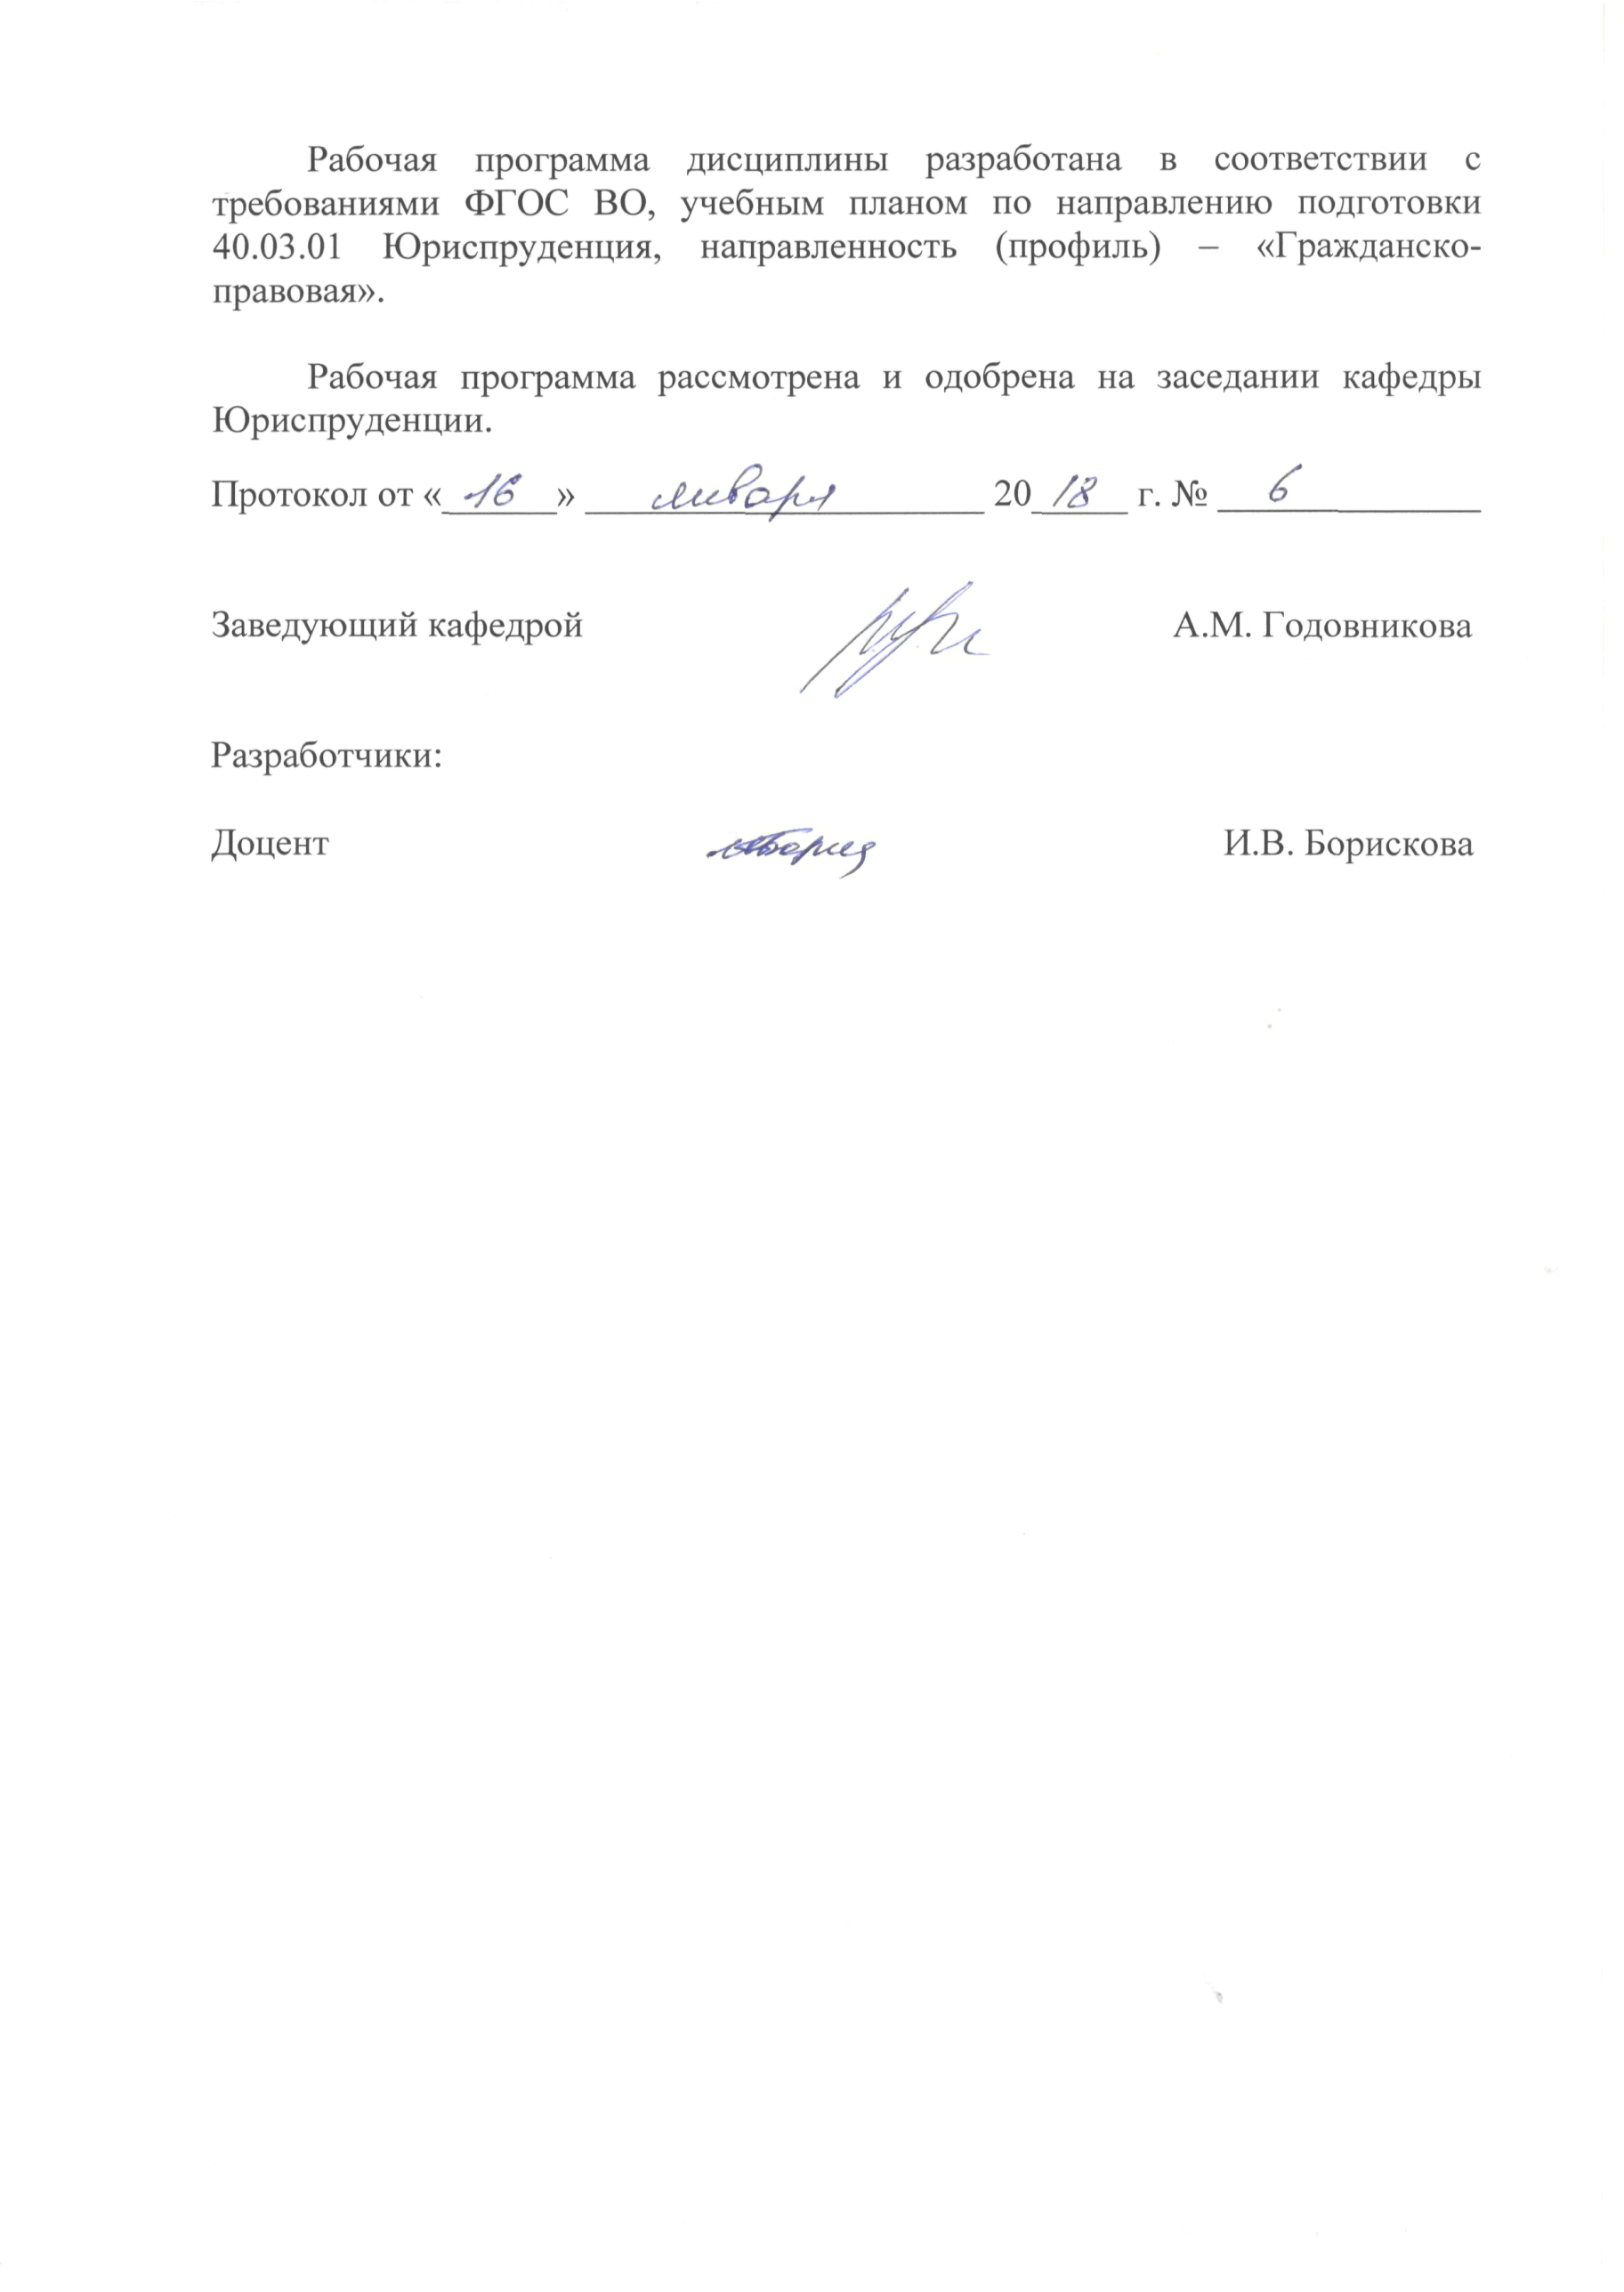 Рабочая программа дисциплины разработана в соответствии с
требованиями ФГОС ВО, учебным планом по направлению подготовки
40.03.01 Юриспруденция, направленность (профиль) – «Гражданско-
правовая».
Рабочая программа рассмотрена и одобрена на заседании кафедры
Юриспруденции.
Протокол от « 16 » января 20 18 г. № 6
Заведующий кафедрой А.М. Годовникова
Разработчики:
Доцент И.В. Борискова